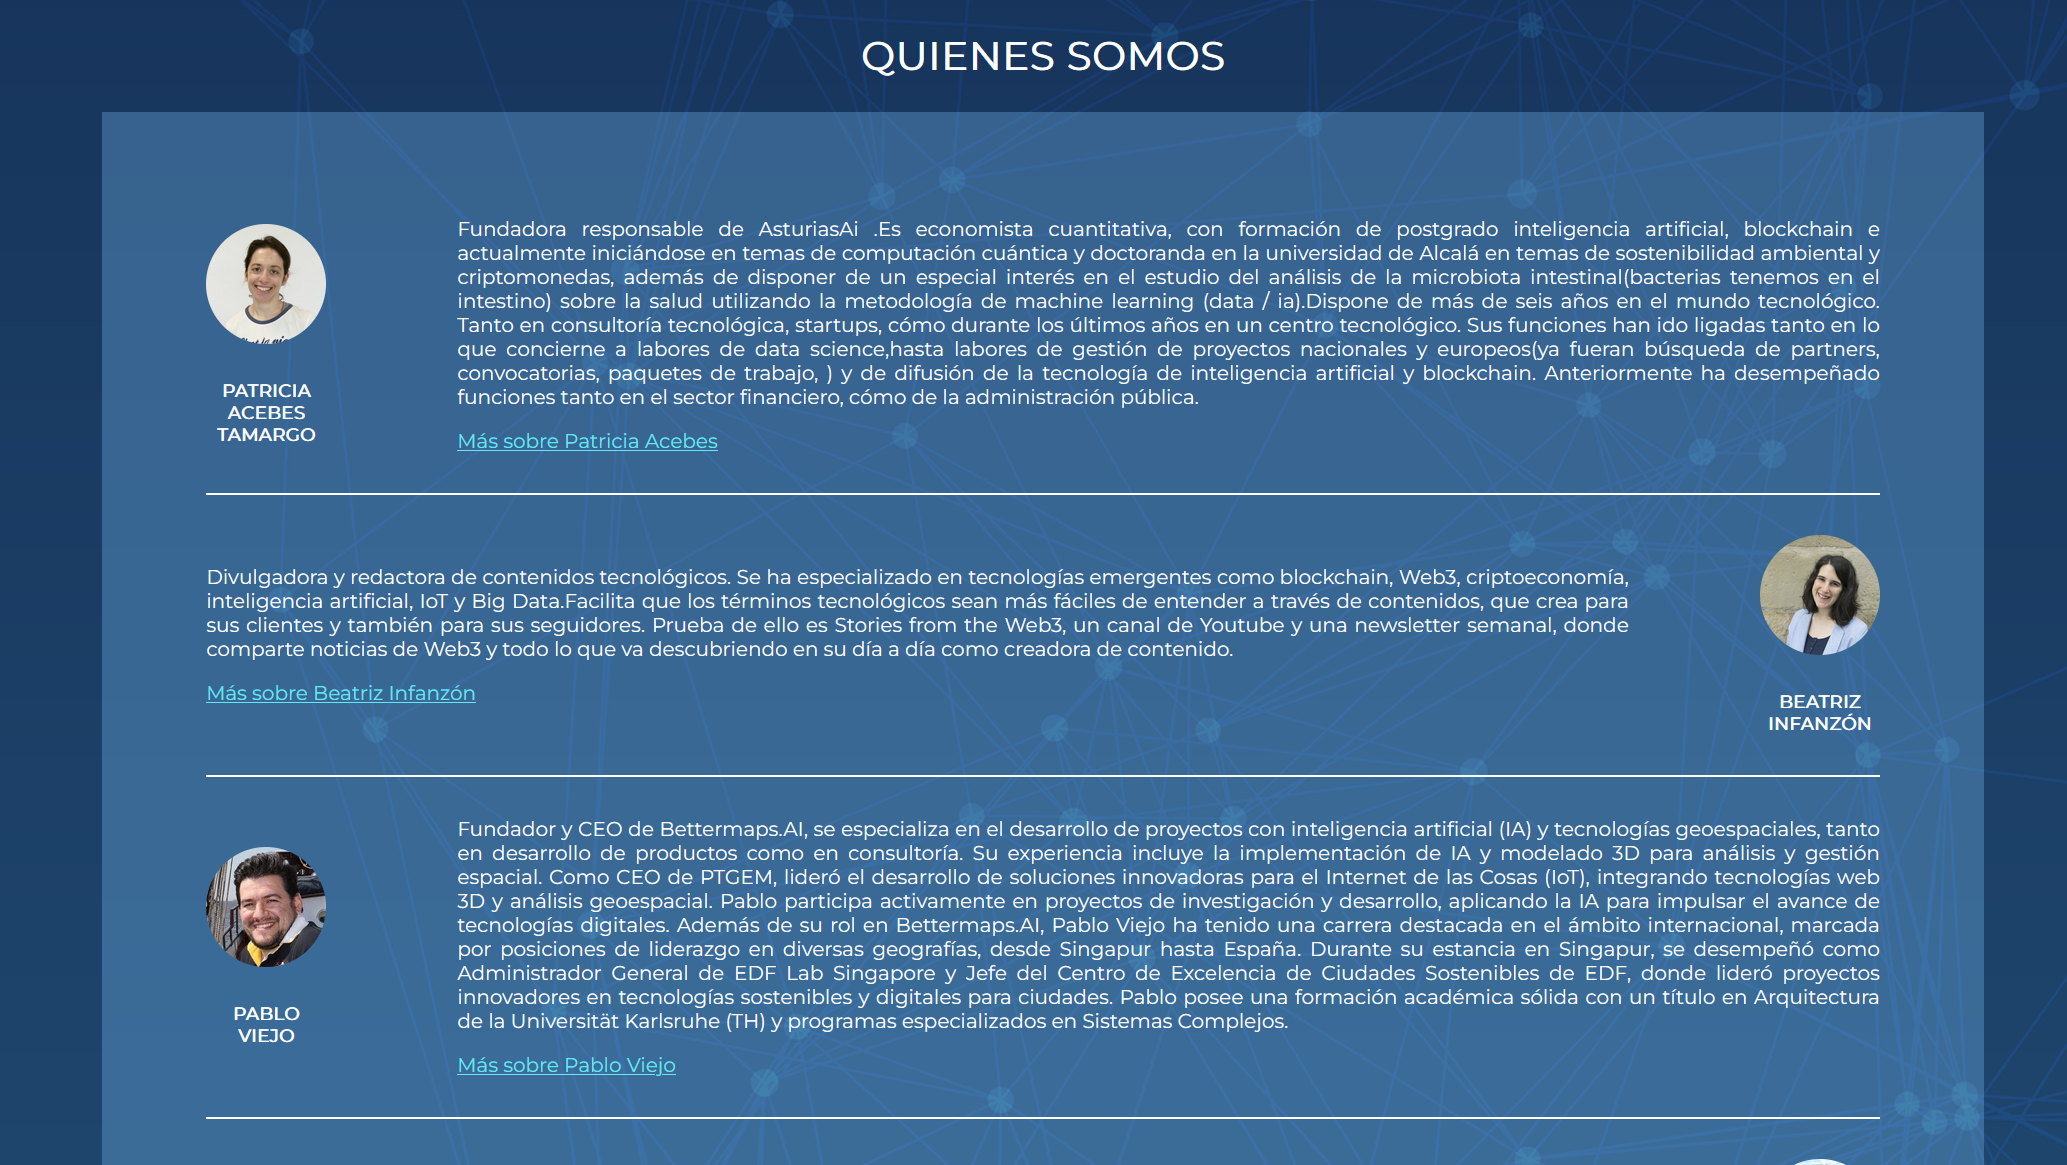 QUIENES SOMOS
Fundadora responsable de AsturiasAi .Es economista cuantitativa, con formación de postgrado inteligencia artificial, blockchain e
actualmente iniciándose en temas de computación cuántica y doctoranda en la universidad de Alcalá en temas de sostenibilidad ambiental y
criptomonedas, además de disponer de un especial interés en el estudio del análisis de la microbiota intestinal(bacterias tenemos en el
intestino) sobre la salud utilizando la metodología de machine learning (data / ia).Dispone de más de seis años en el mundo tecnológico.
Tanto en consultoría tecnológica, startups, cómo durante los últimos años en un centro tecnológico. Sus funciones han ido ligadas tanto en lo
que concierne a labores de data science,hasta labores de gestión de proyectos nacionales y europeos(ya fueran búsqueda de partners,
convocatorias, paquetes de trabajo, ) y de difusión de la tecnología de inteligencia artificial y blockchain. Anteriormente ha desempeñado
funciones tanto en el sector financiero, cómo de la administración pública.
PATRICIA
ACEBES
TAMARGO
Más sobre Patricia Acebes
Divulgadora y redactora de contenidos tecnológicos. Se ha especializado en tecnologías emergentes como blockchain, Web3, criptoeconomía,
inteligencia artificial, IoT y Big Data.Facilita que los términos tecnológicos sean más fáciles de entender a través de contenidos, que crea para
sus clientes y también para sus seguidores. Prueba de ello es Stories from the Web3, un canal de Youtube y una newsletter semanal, donde
comparte noticias de Web3 y todo lo que va descubriendo en su día a día como creadora de contenido.
Más sobre Beatriz Infanzón
BEATRIZ
INFANZÓN
Fundador y CEO de Bettermaps.AI, se especializa en el desarrollo de proyectos con inteligencia artificial (IA) y tecnologías geoespaciales, tanto
en desarrollo de productos como en consultoría. Su experiencia incluye la implementación de IA y modelado 3D para análisis y gestión
espacial. Como CEO de PTGEM, lideró el desarrollo de soluciones innovadoras para el Internet de las Cosas (IoT), integrando tecnologías web
3D y análisis geoespacial. Pablo participa activamente en proyectos de investigación y desarrollo, aplicando la IA para impulsar el avance de
tecnologías digitales. Además de su rol en Bettermaps.AI, Pablo Viejo ha tenido una carrera destacada en el ámbito internacional, marcada
por posiciones de liderazgo en diversas geografías, desde Singapur hasta España. Durante su estancia en Singapur, se desempeñó como
Administrador General de EDF Lab Singapore y Jefe del Centro de Excelencia de Ciudades Sostenibles de EDF, donde lideró proyectos
innovadores en tecnologías sostenibles y digitales para ciudades. Pablo posee una formación académica sólida con un título en Arquitectura
de la Universität Karlsruhe (TH) y programas especializados en Sistemas Complejos.
PABLO
VIEJO
Más sobre Pablo Viejo